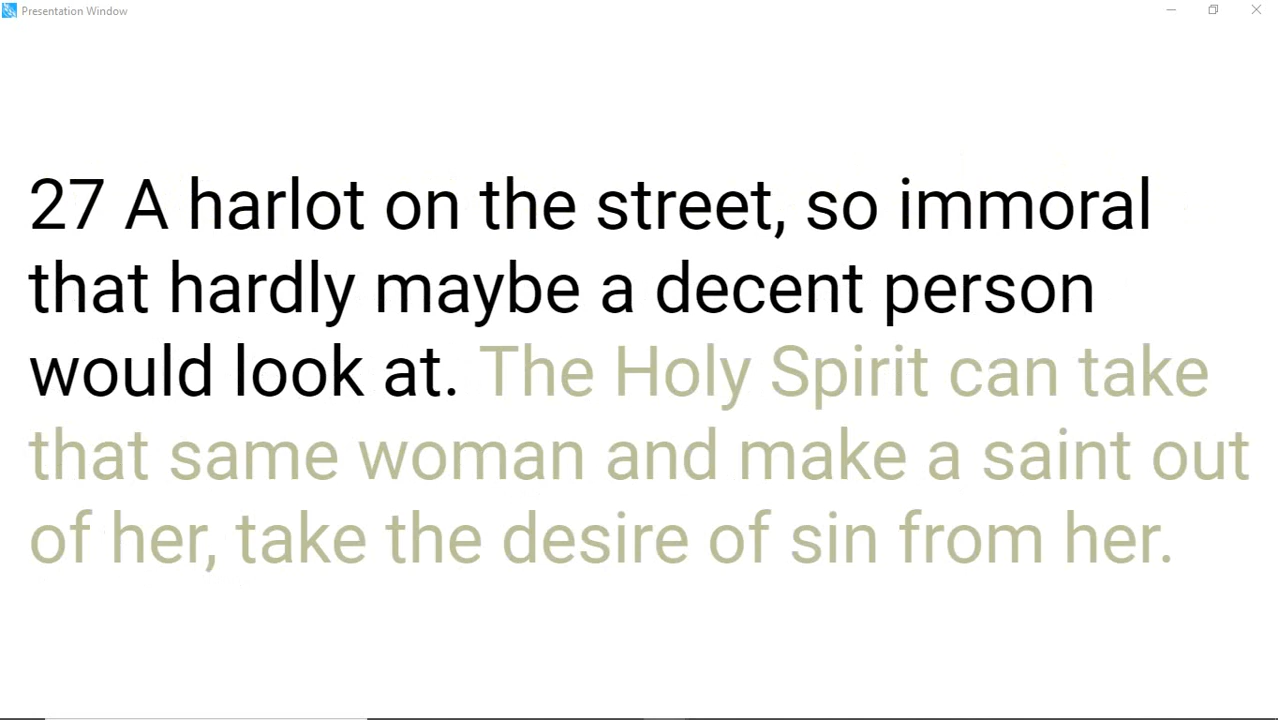 Presentation Window
27 A harlot on the street, so immoral
that hardly maybe a decent person
would look at. The Holy Spirit can take
that same woman and make a saint out
of her, take the desire of sin from her.